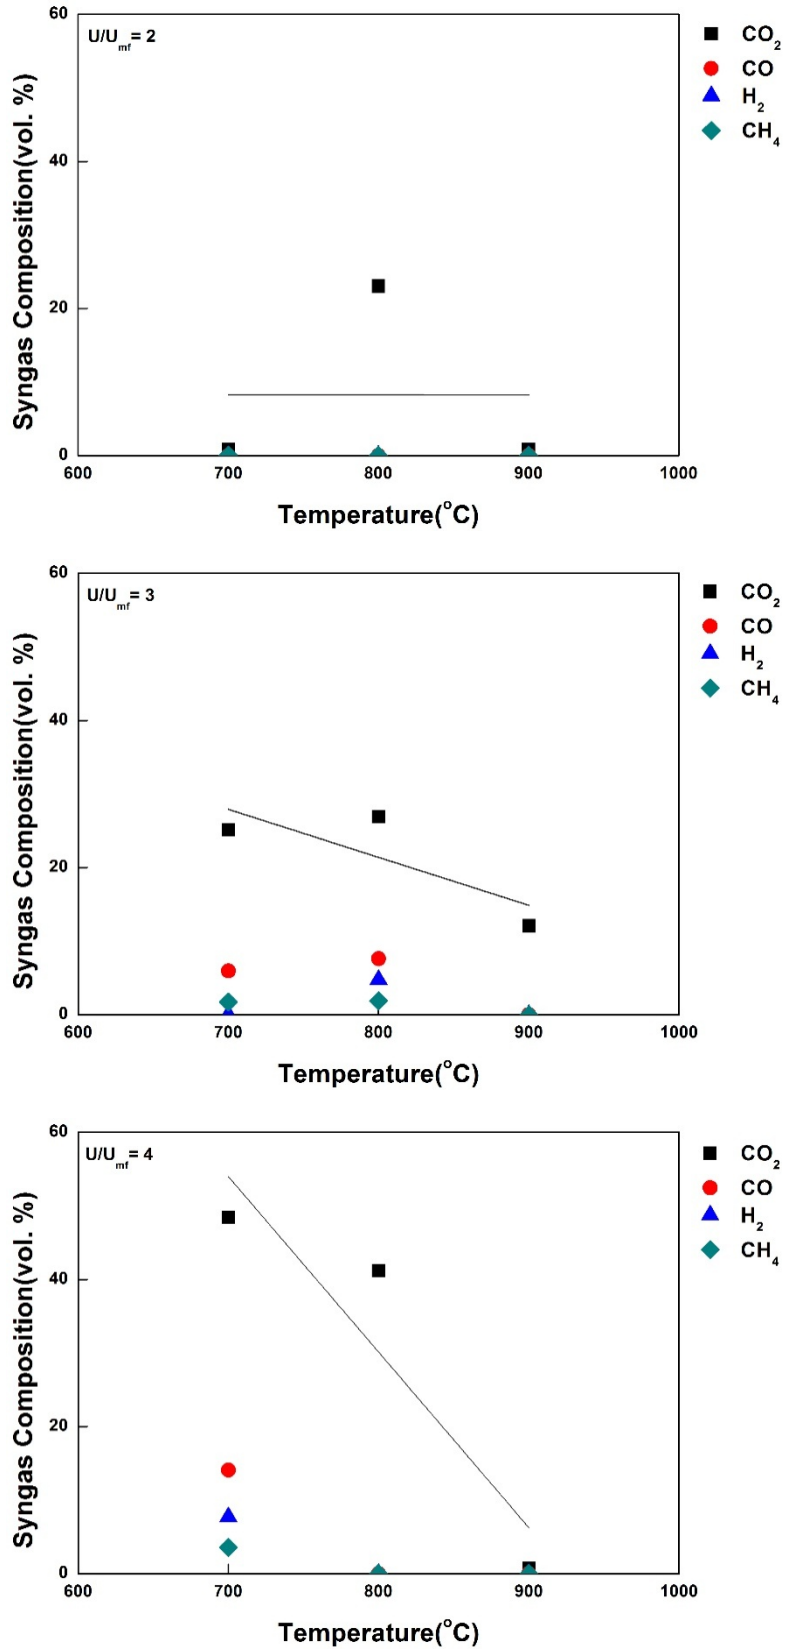 U/Umf= 2
CO2
CO
H2
CH4
Syngas Composition(vol. %)
60
40
20
0
600 700 800 900 1000
Temperature(°C)
U/Umf= 3
CO2
CO
H2
CH4
Syngas Composition(vol. %)
60
40
20
0
600 700 800 900 1000
Temperature(°C)
U/Umf= 4
CO2
CO
H2
CH4
Syngas Composition(vol. %)
60
40
20
0
600 700 800 900 1000
Temperature(°C)